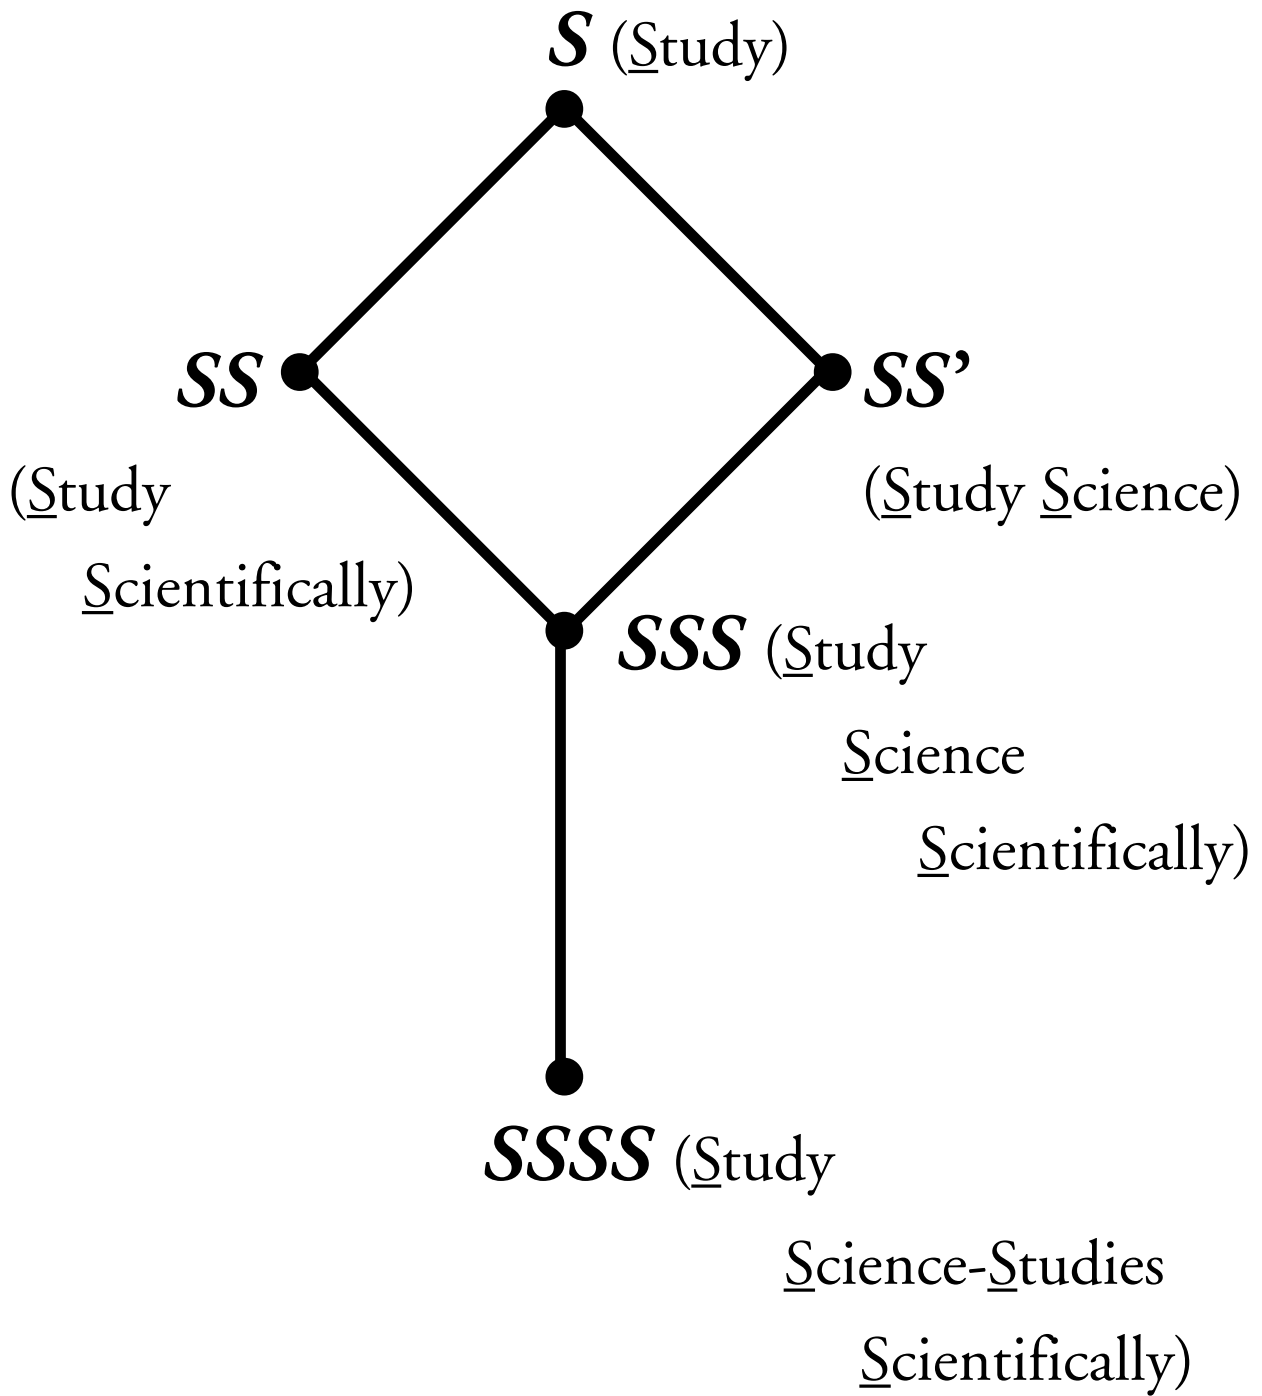 S (Study)
SS
SS’
(Study
Scientifically)
(Study Science)
SSS (Study
Science
Scientifically)
SSSS (Study
Science-Studies
Scientifically)